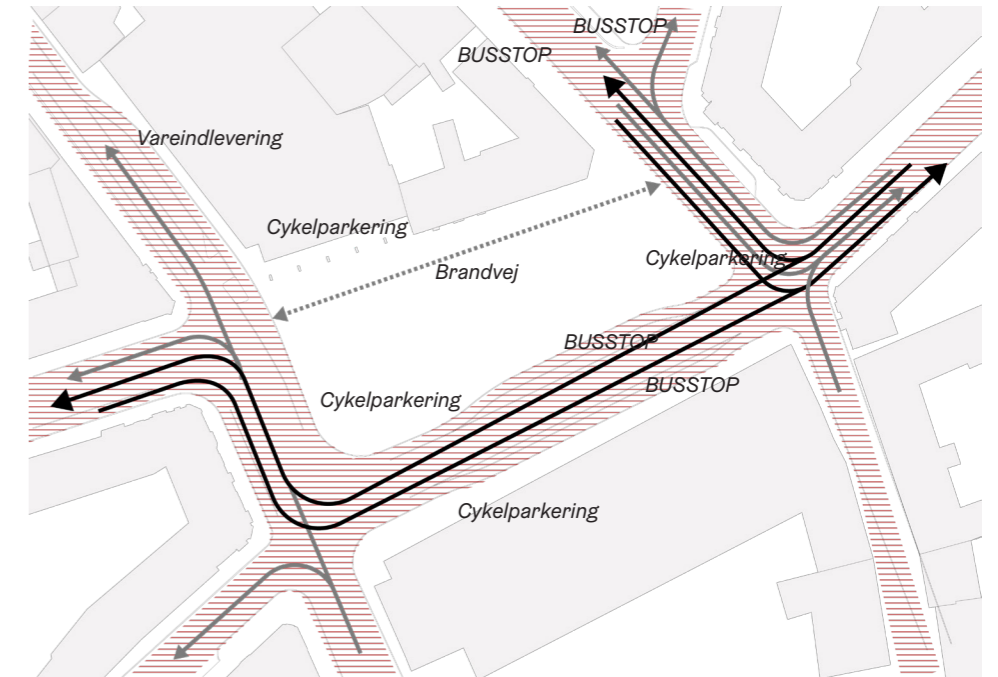 BUSSTOP
BUSSTOP
Vareindlevering
Cykelparkering
Cykelparkering
Brandvej
BUSSTOP
BUSSTOP
Cykelparkering
Cykelparkering